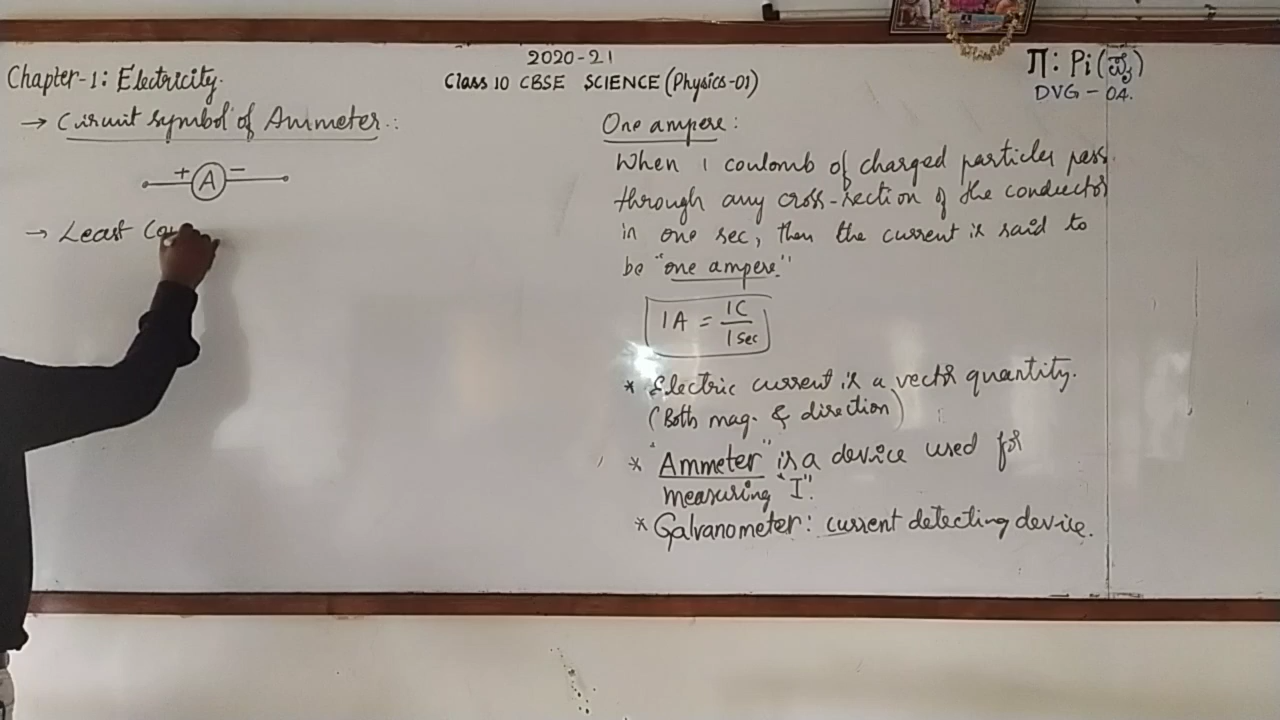 2020-21
Class 10 CBSE SCIENCE (Physics-01)
∏: Pi (ವೃ)
DVG - 04.
Chapter-1: Electricity.
→ Circuit symbol of Ammeter :
+ A −
→ Least Cou
One ampere :
When 1 coulomb of charged particles pass
through any cross-section of the conductor
in one sec, then the current is said to
be "one ampere."
1A = 1C / 1 sec
* Electric current is a vector quantity.
(Both mag. & direction)
* "Ammeter" is a device used for
measuring "I".
* Galvanometer : current detecting device.